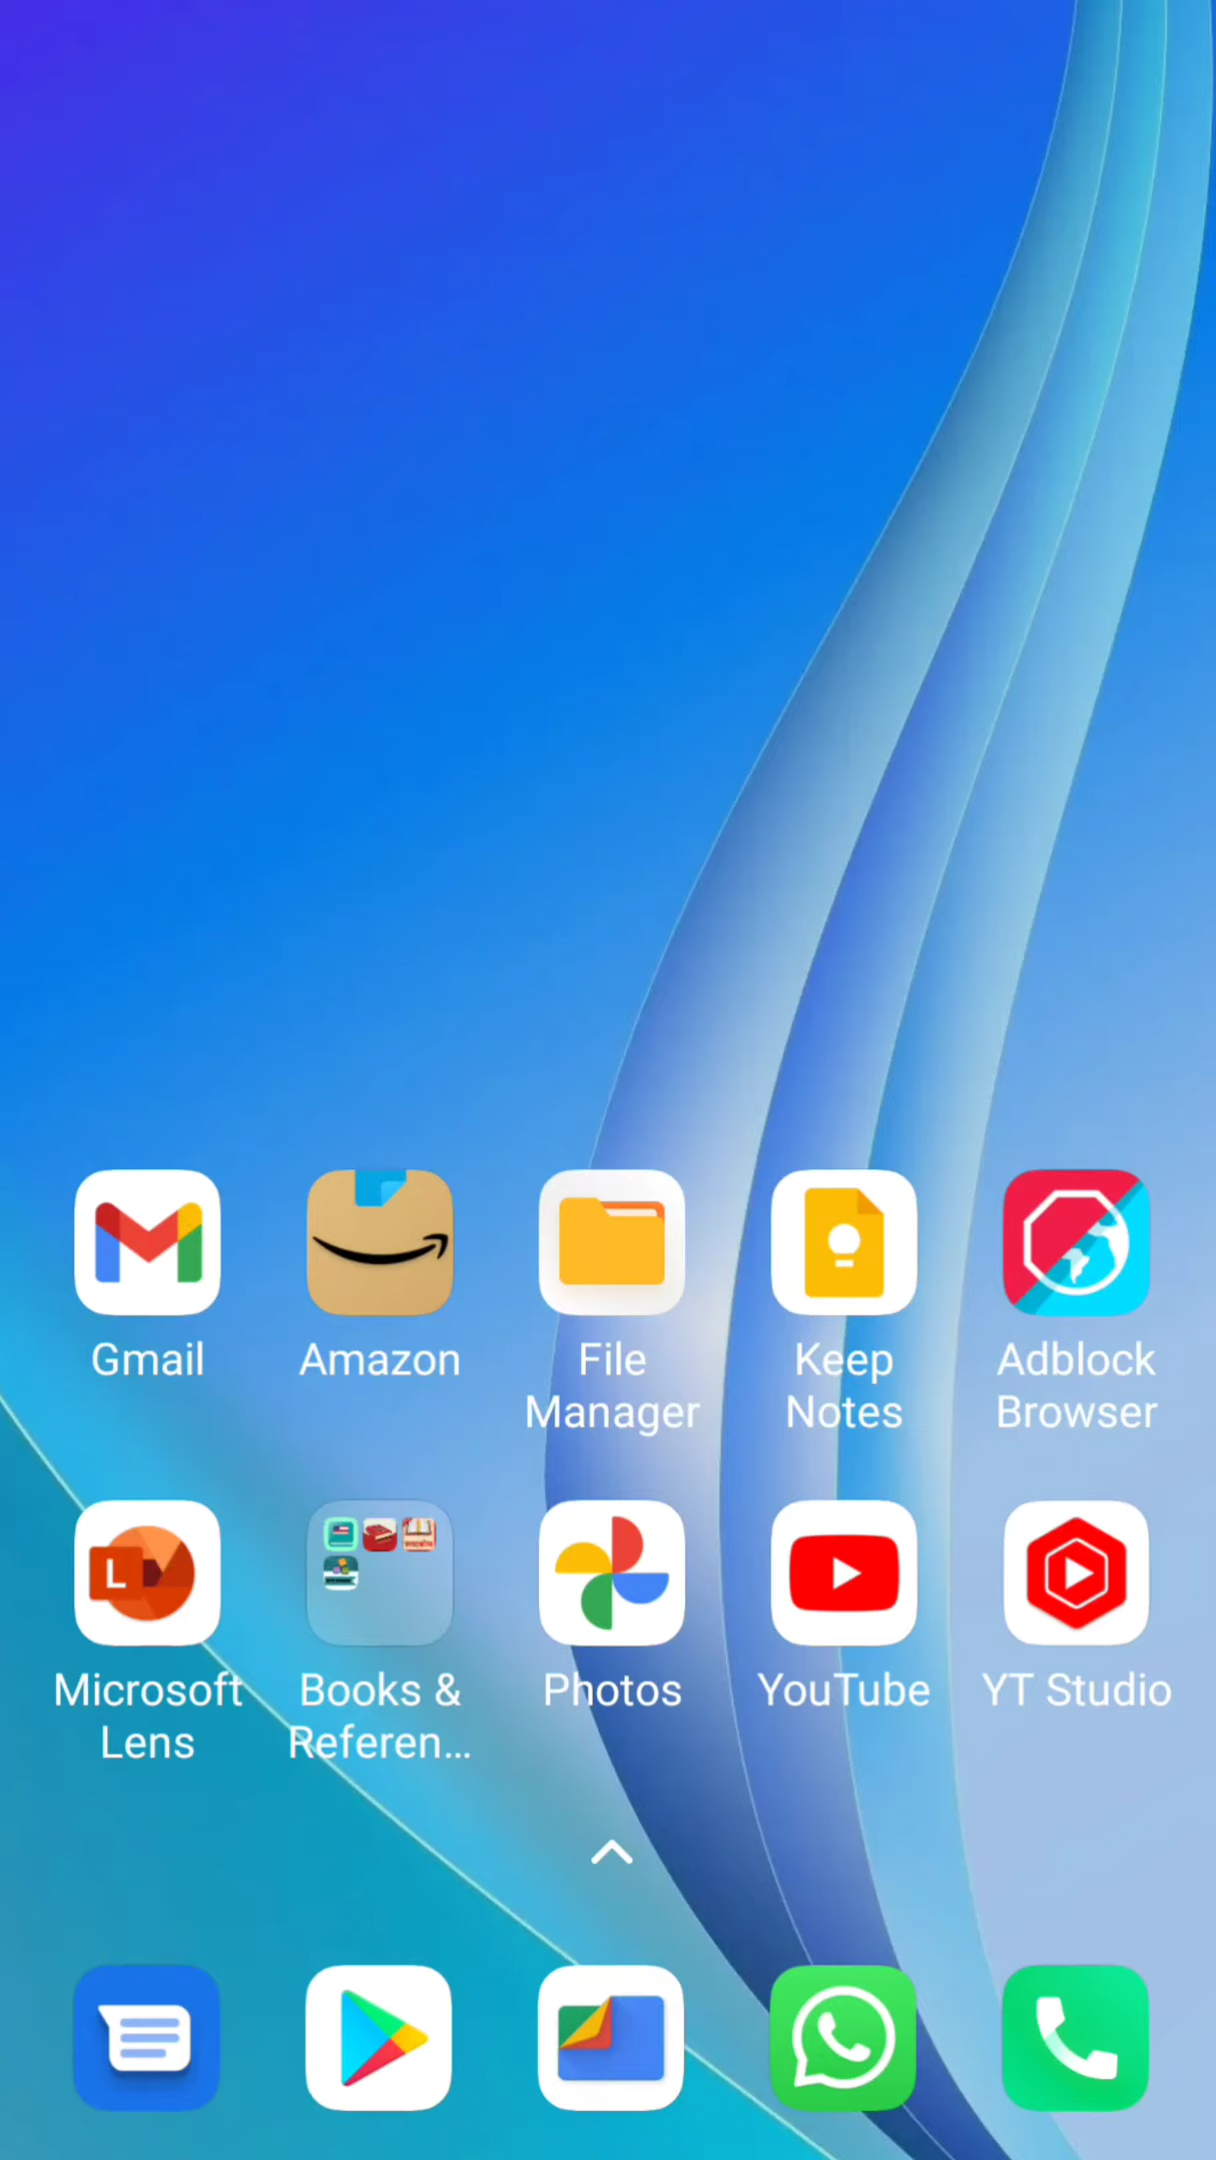 Gmail
Amazon
File
Manager
Keep
Notes
Adblock
Browser
L
Microsoft
Lens
Books &
Referen...
Photos
YouTube
YT Studio